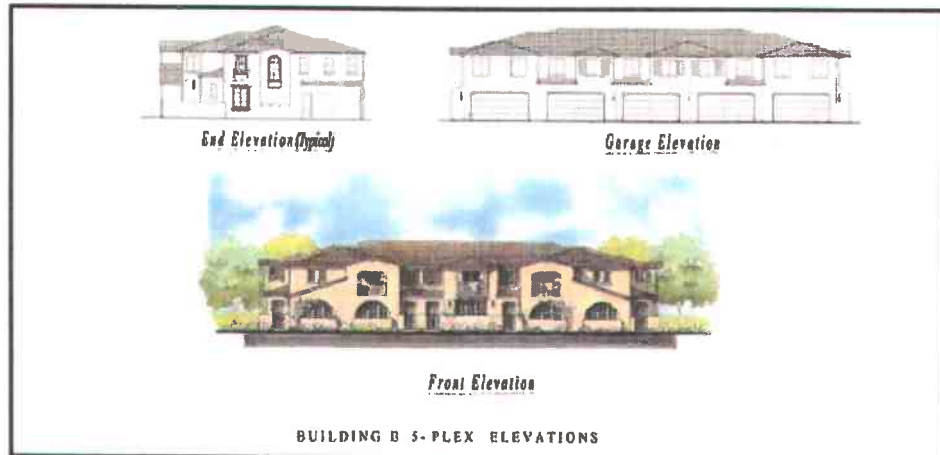 End Elevation (Typical)
Garage Elevation
Front Elevation
BUILDING B 5-PLEX ELEVATIONS